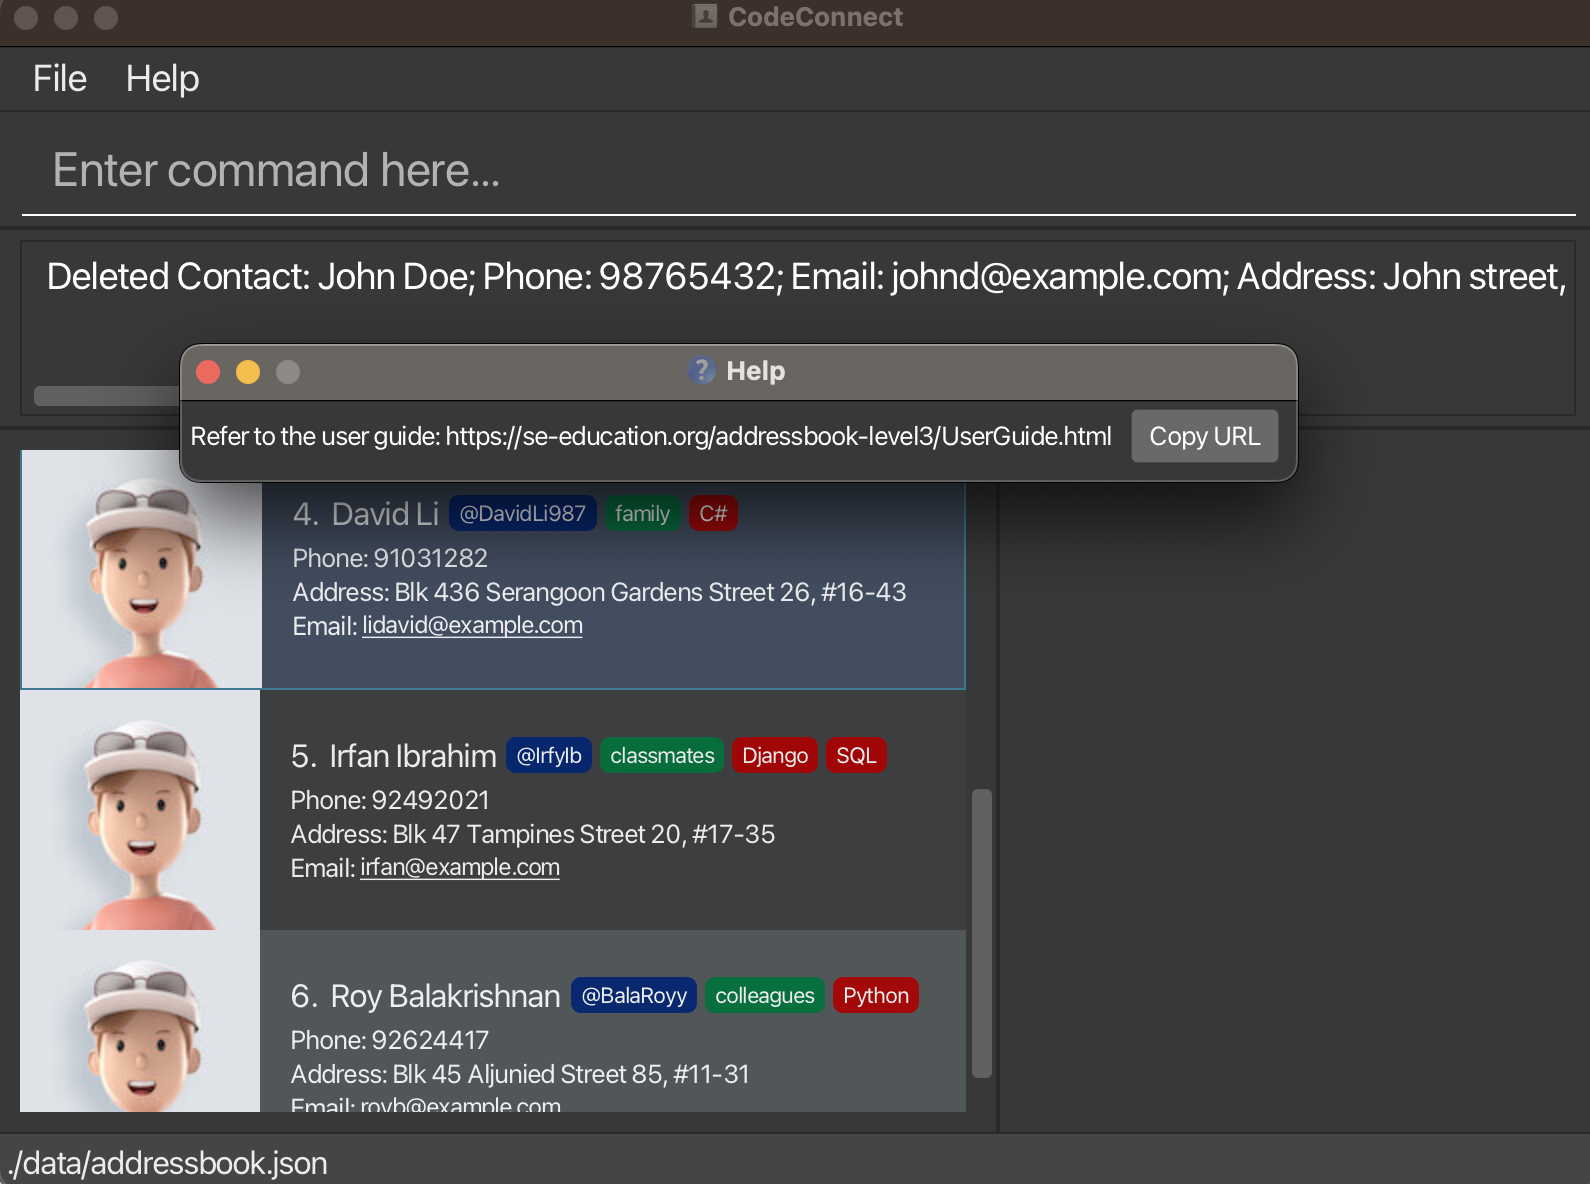 CodeConnect
File Help
Enter command here...
Deleted Contact: John Doe; Phone: 98765432; Email: johnd@example.com; Address: John street,
Help
Refer to the user guide: https://se-education.org/addressbook-level3/UserGuide.html Copy URL
4. David Li @DavidLi987 family C#
Phone: 91031282
Address: Blk 436 Serangoon Gardens Street 26, #16-43
Email: lidavid@example.com
5. Irfan Ibrahim @IrfyIb classmates Django SQL
Phone: 92492021
Address: Blk 47 Tampines Street 20, #17-35
Email: irfan@example.com
6. Roy Balakrishnan @BalaRoyy colleagues Python
Phone: 92624417
Address: Blk 45 Aljunied Street 85, #11-31
Email: royb@example.com
./data/addressbook.json